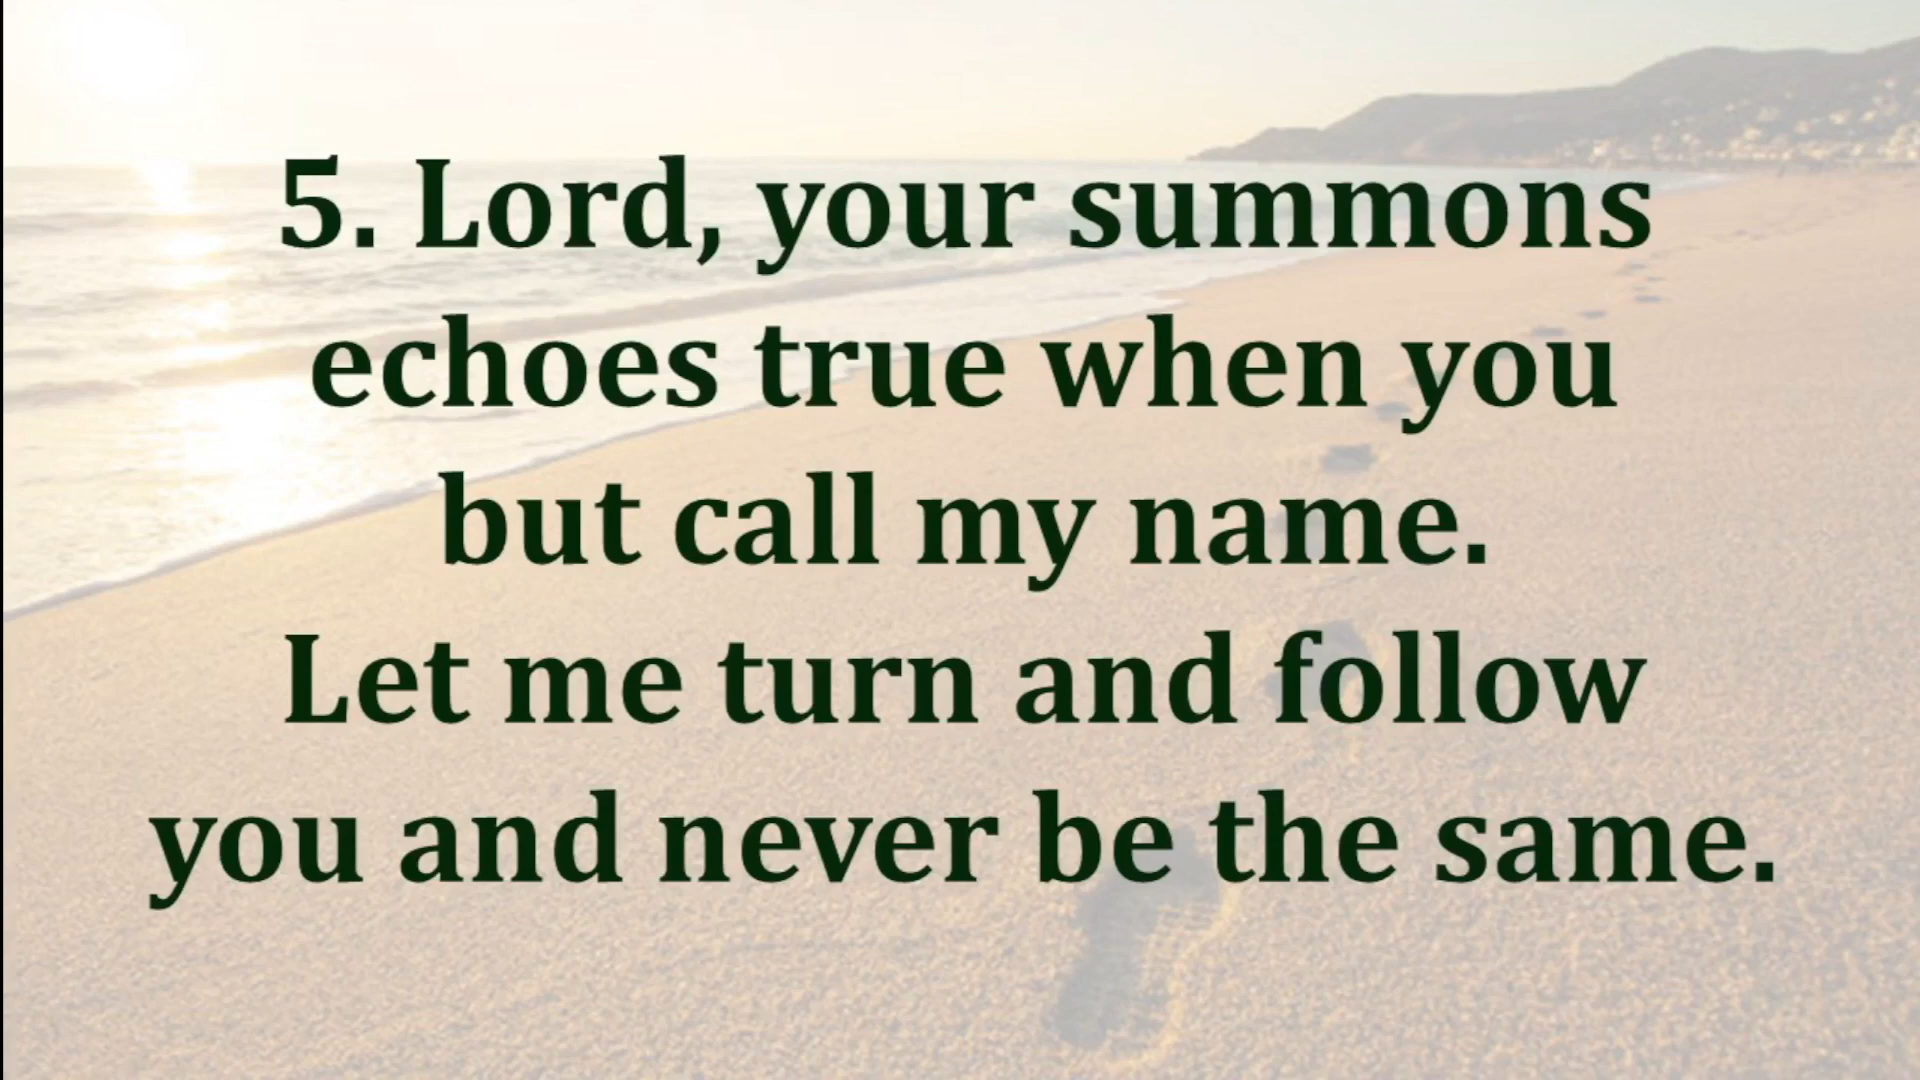 5. Lord, your summons
echoes true when you
but call my name.
Let me turn and follow
you and never be the same.